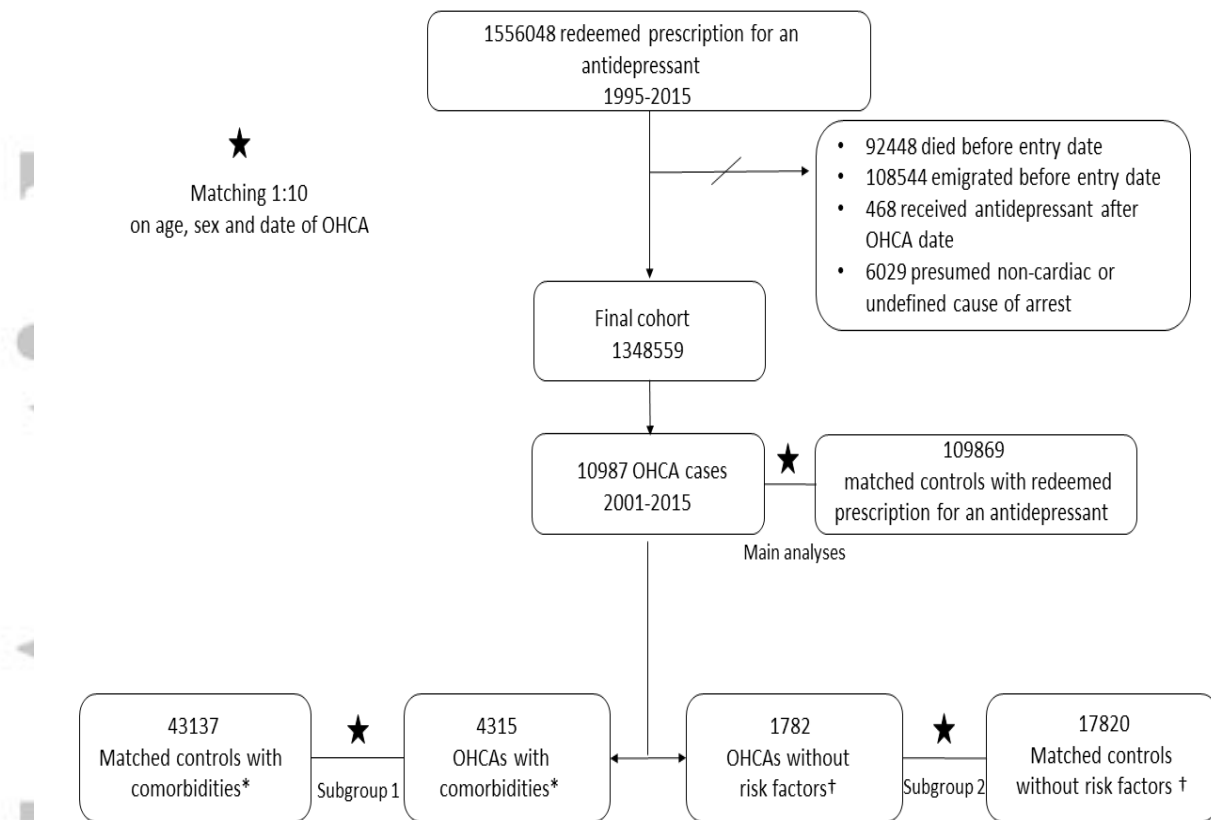 1556048 redeemed prescription for an
antidepressant
1995-2015
★
Matching 1:10
on age, sex and date of OHCA
• 92448 died before entry date
• 108544 emigrated before entry date
• 468 received antidepressant after
OHCA date
• 6029 presumed non-cardiac or
undefined cause of arrest
Final cohort
1348559
10987 OHCA cases
2001-2015
★
109869
matched controls with redeemed
prescription for an antidepressant
Main analyses
43137
Matched controls with
comorbidities*
★
Subgroup 1
4315
OHCAs with
comorbidities*
1782
OHCAs without
risk factors†
★
Subgroup 2
17820
Matched controls
without risk factors †